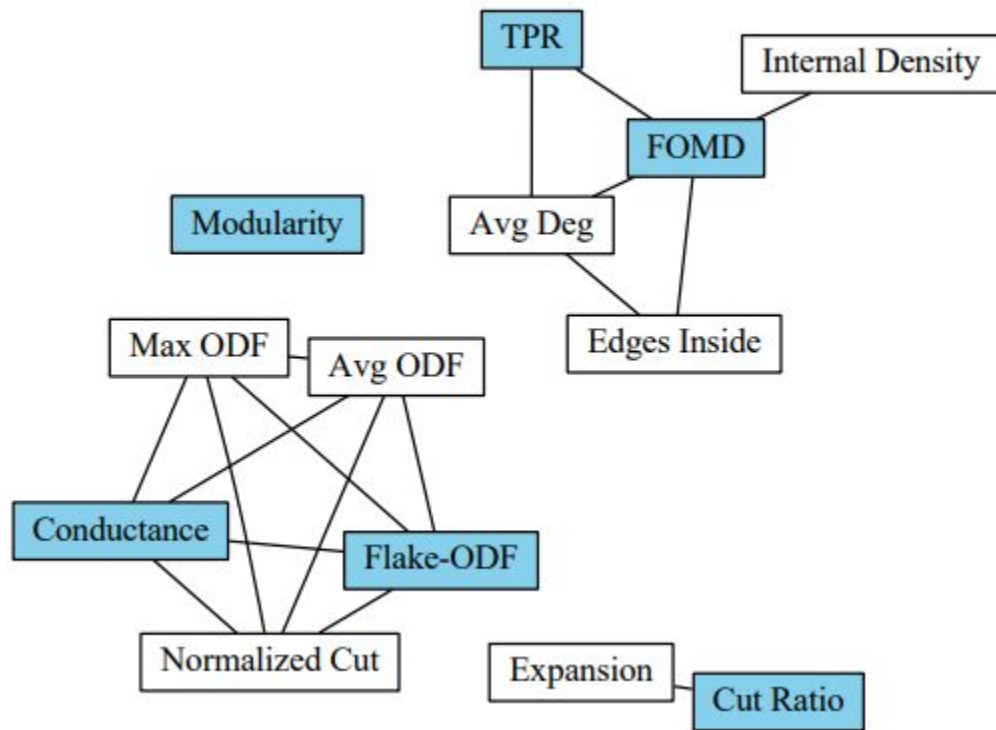 TPR
Internal Density
FOMD
Modularity
Avg Deg
Max ODF
Avg ODF
Edges Inside
Conductance
Flake-ODF
Normalized Cut
Expansion
Cut Ratio